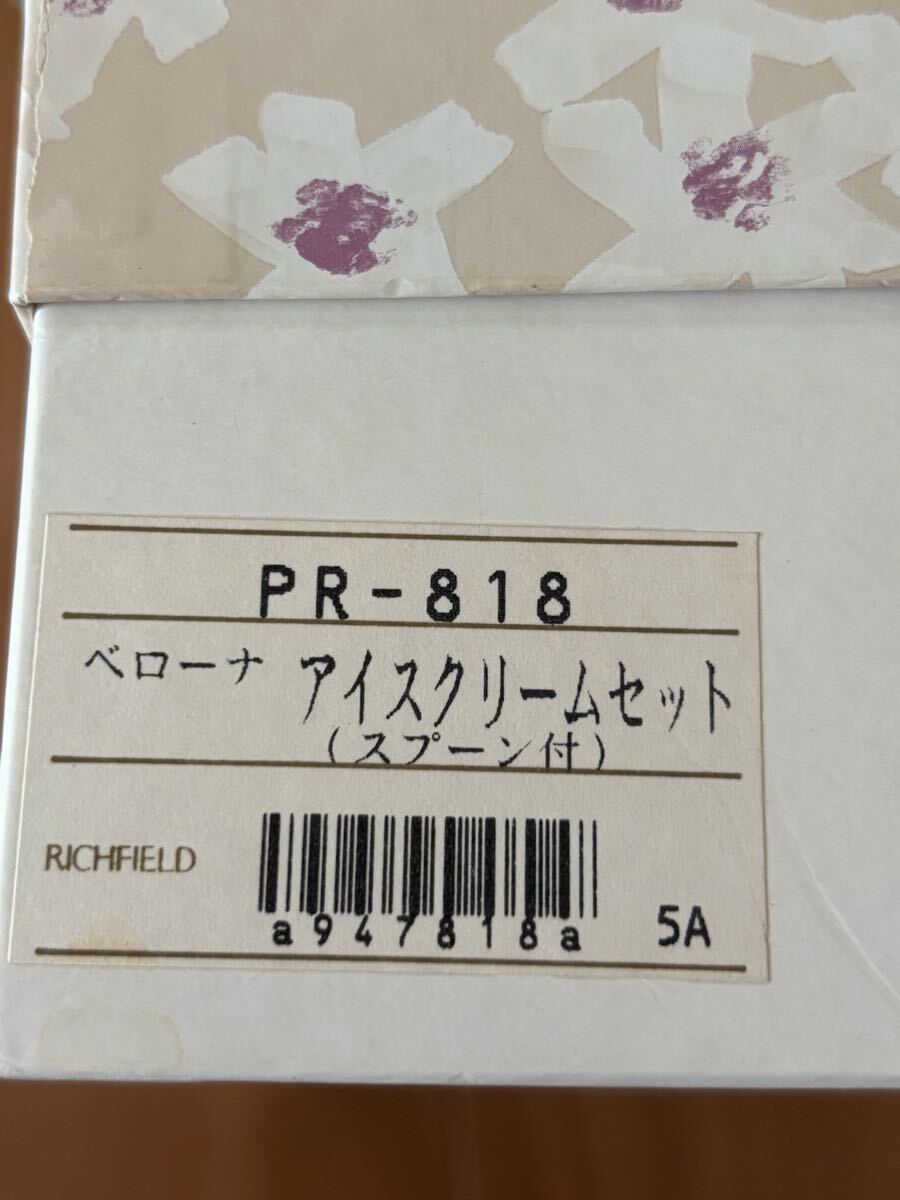 PR-818
ベローナ アイスクリームセット
(スプーン付)
RICHFIELD
a947818a 5A